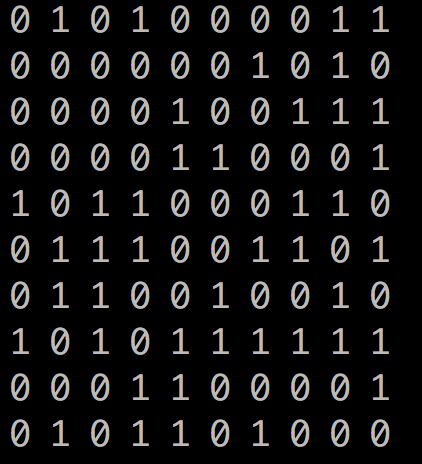 0 1 0 1 0 0 0 0 1 1
0 0 0 0 0 0 1 0 1 0
0 0 0 0 1 0 0 1 1 1
0 0 0 0 1 1 0 0 0 1
1 0 1 1 0 0 0 1 1 0
0 1 1 1 0 0 1 1 0 1
0 1 1 0 0 1 0 0 1 0
1 0 1 0 1 1 1 1 1 1
0 0 0 1 1 0 0 0 0 1
0 1 0 1 1 0 1 0 0 0